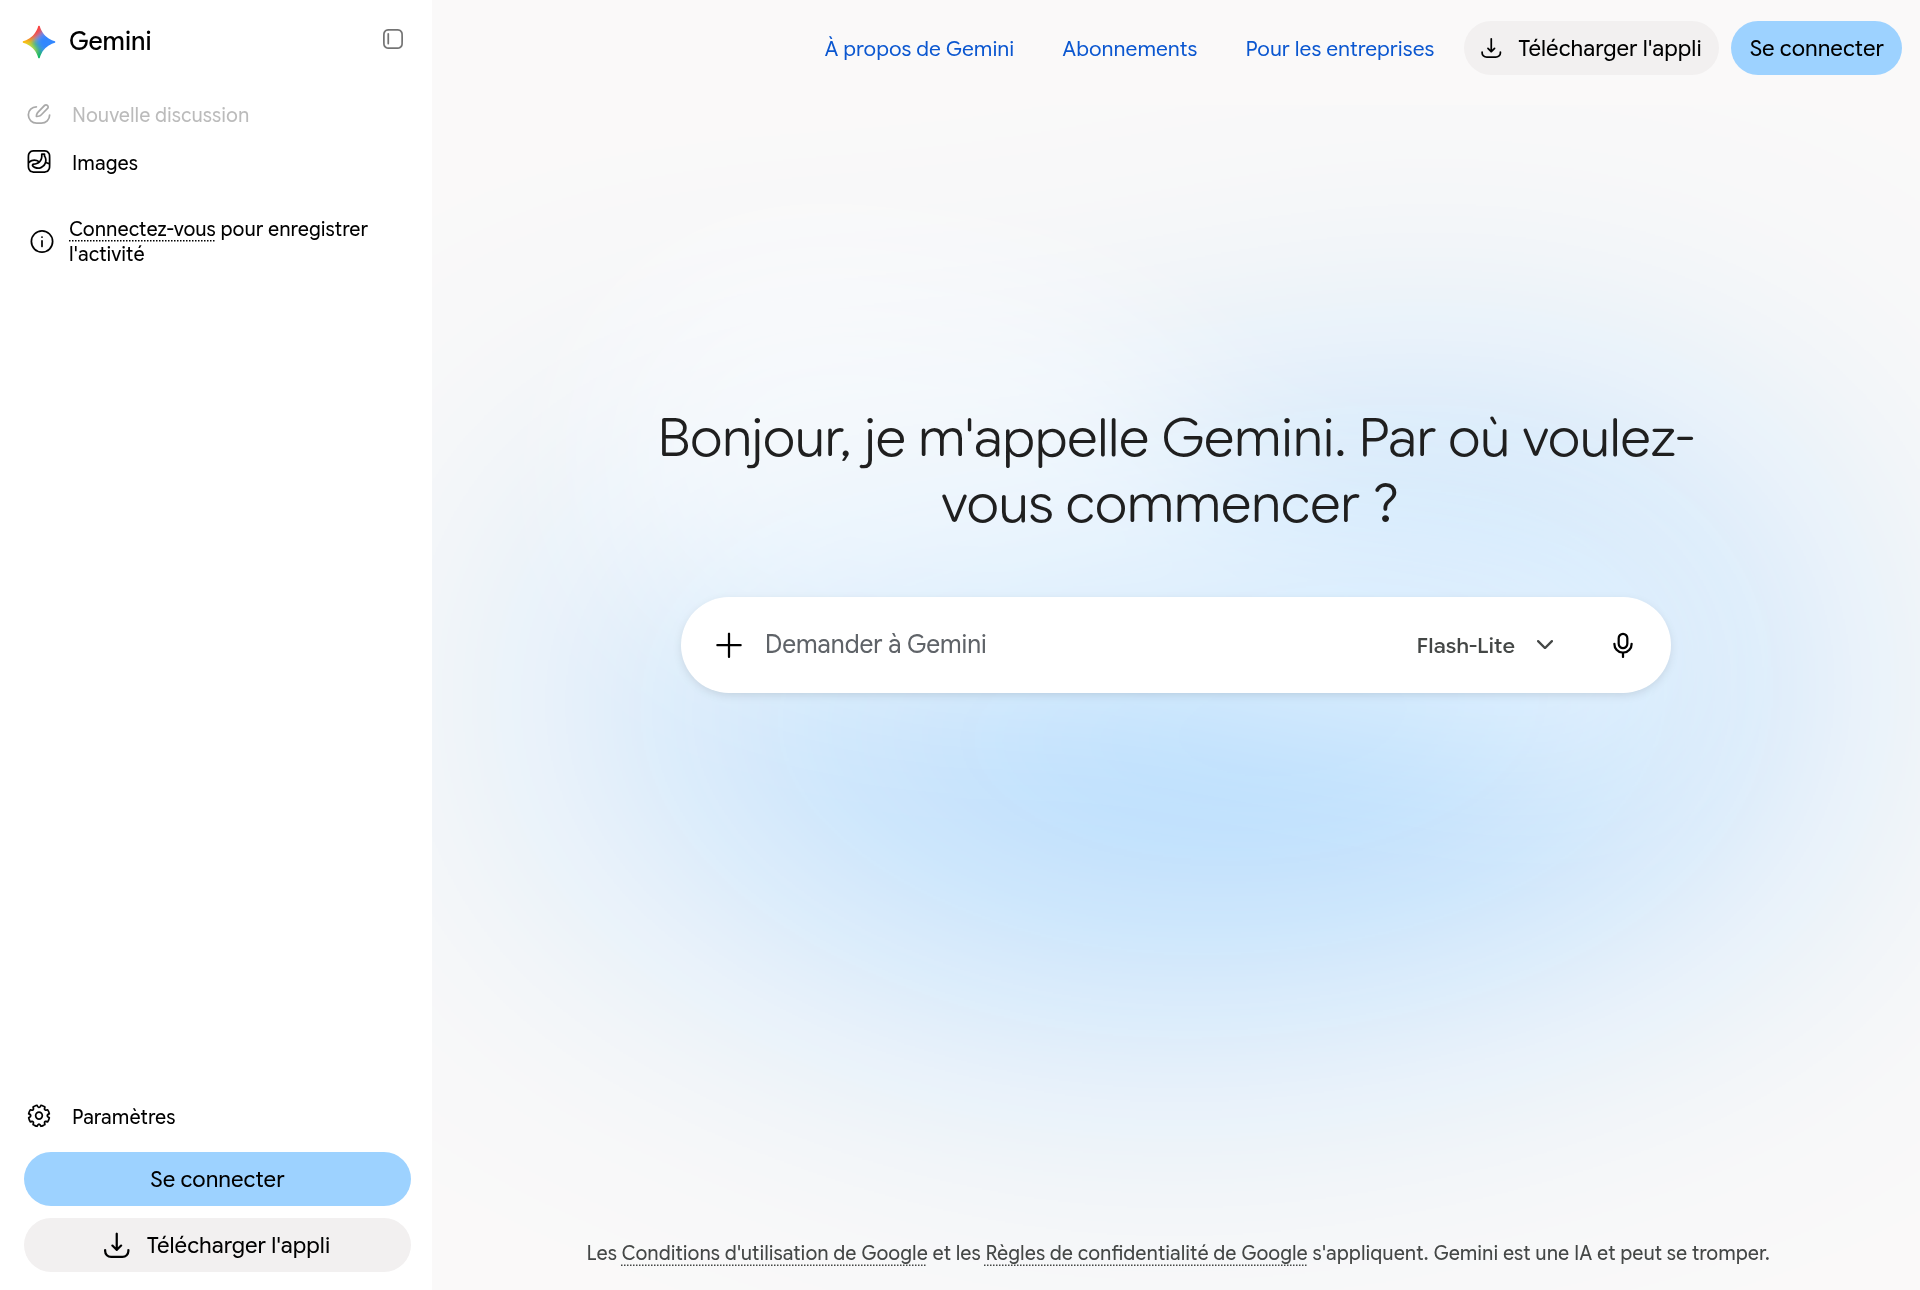 Gemini
Nouvelle discussion
Images
Connectez-vous pour enregistrer
l'activité
Paramètres
Se connecter
Télécharger l'appli
À propos de Gemini
Abonnements
Pour les entreprises
Télécharger l'appli
Se connecter
Bonjour, je m'appelle Gemini. Par où voulez-
vous commencer ?
Demander à Gemini
Flash-Lite
Les Conditions d'utilisation de Google et les Règles de confidentialité de Google s'appliquent. Gemini est une IA et peut se tromper.